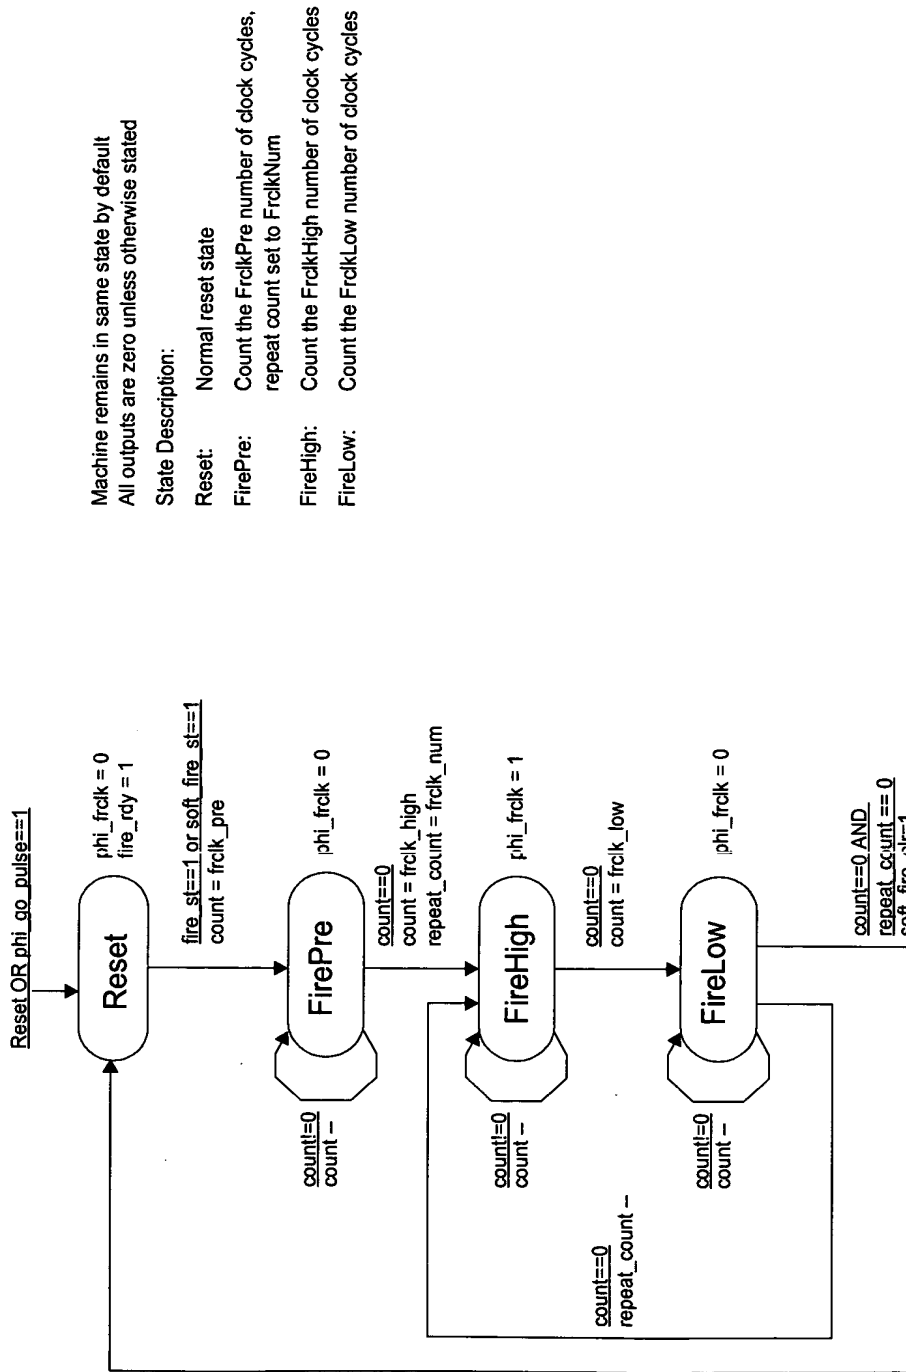 Reset OR phi_go_pulse==1
Reset
phi_frclk = 0
fire_rdy = 1
fire_st==1 or soft_fire_st==1
count = frclk_pre
FirePre
phi_frclk = 0
count!=0
count --
count==0
count = frclk_high
repeat_count = frclk_num
FireHigh
phi_frclk = 1
count!=0
count --
count==0
count = frclk_low
FireLow
phi_frclk = 0
count!=0
count --
count==0
repeat_count --
count==0 AND
repeat_count == 0
Machine remains in same state by default
All outputs are zero unless otherwise stated
State Description:
Reset: Normal reset state
FirePre: Count the FrclkPre number of clock cycles,
repeat count set to FrclkNum
FireHigh: Count the FrclkHigh number of clock cycles
FireLow: Count the FrclkLow number of clock cycles